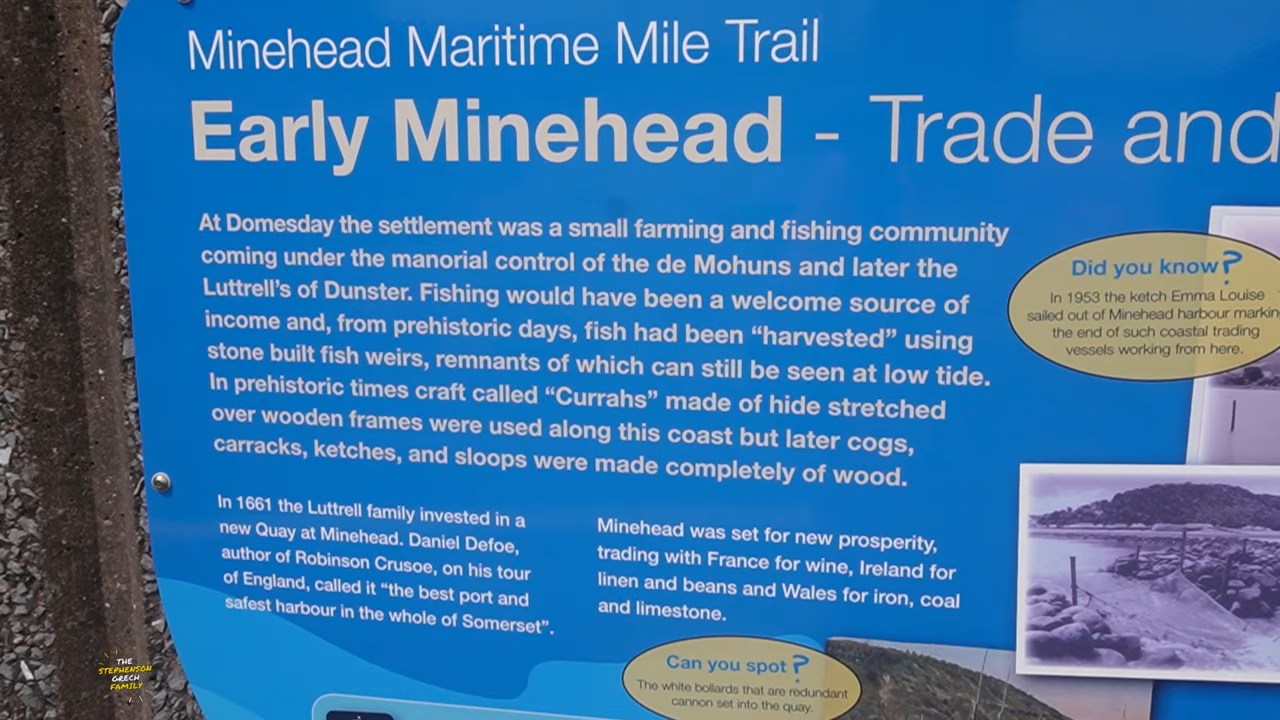 Minehead Maritime Mile Trail
Early Minehead - Trade and
At Domesday the settlement was a small farming and fishing community
coming under the manorial control of the de Mohuns and later the
Luttrell's of Dunster. Fishing would have been a welcome source of
income and, from prehistoric days, fish had been “harvested” using
stone built fish weirs, remnants of which can still be seen at low tide.
In prehistoric times craft called “Currahs” made of hide stretched
over wooden frames were used along this coast but later cogs,
carracks, ketches, and sloops were made completely of wood.
Did you know?
In 1953 the ketch Emma Louise
sailed out of Minehead harbour markin
the end of such coastal trading
vessels working from here.
In 1661 the Luttrell family invested in a
new Quay at Minehead. Daniel Defoe,
author of Robinson Crusoe, on his tour
of England, called it “the best port and
safest harbour in the whole of Somerset”.
Minehead was set for new prosperity,
trading with France for wine, Ireland for
linen and beans and Wales for iron, coal
and limestone.
Can you spot?
The white bollards that are redundant
cannon set into the quay.
THE
STEPHENSON
GRECH
FAMILY